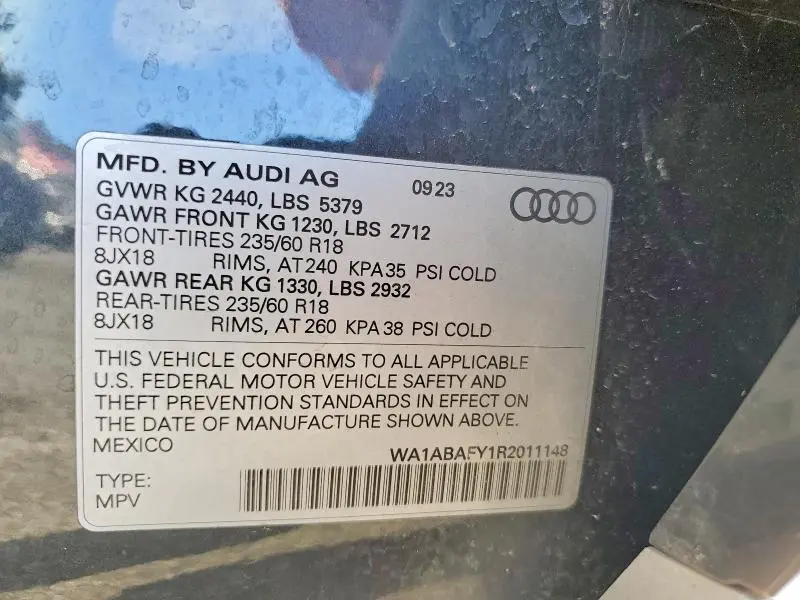 MFD. BY AUDI AG 09 23
GVWR KG 2440, LBS 5379
GAWR FRONT KG 1230, LBS 2712
FRONT-TIRES 235/60 R18
8JX18 RIMS, AT 240 KPA 35 PSI COLD
GAWR REAR KG 1330, LBS 2932
REAR-TIRES 235/60 R18
8JX18 RIMS, AT 260 KPA 38 PSI COLD
THIS VEHICLE CONFORMS TO ALL APPLICABLE
U.S. FEDERAL MOTOR VEHICLE SAFETY AND
THEFT PREVENTION STANDARDS IN EFFECT ON
THE DATE OF MANUFACTURE SHOWN ABOVE.
MEXICO
WA1ABAFY1R2011148
TYPE:
MPV